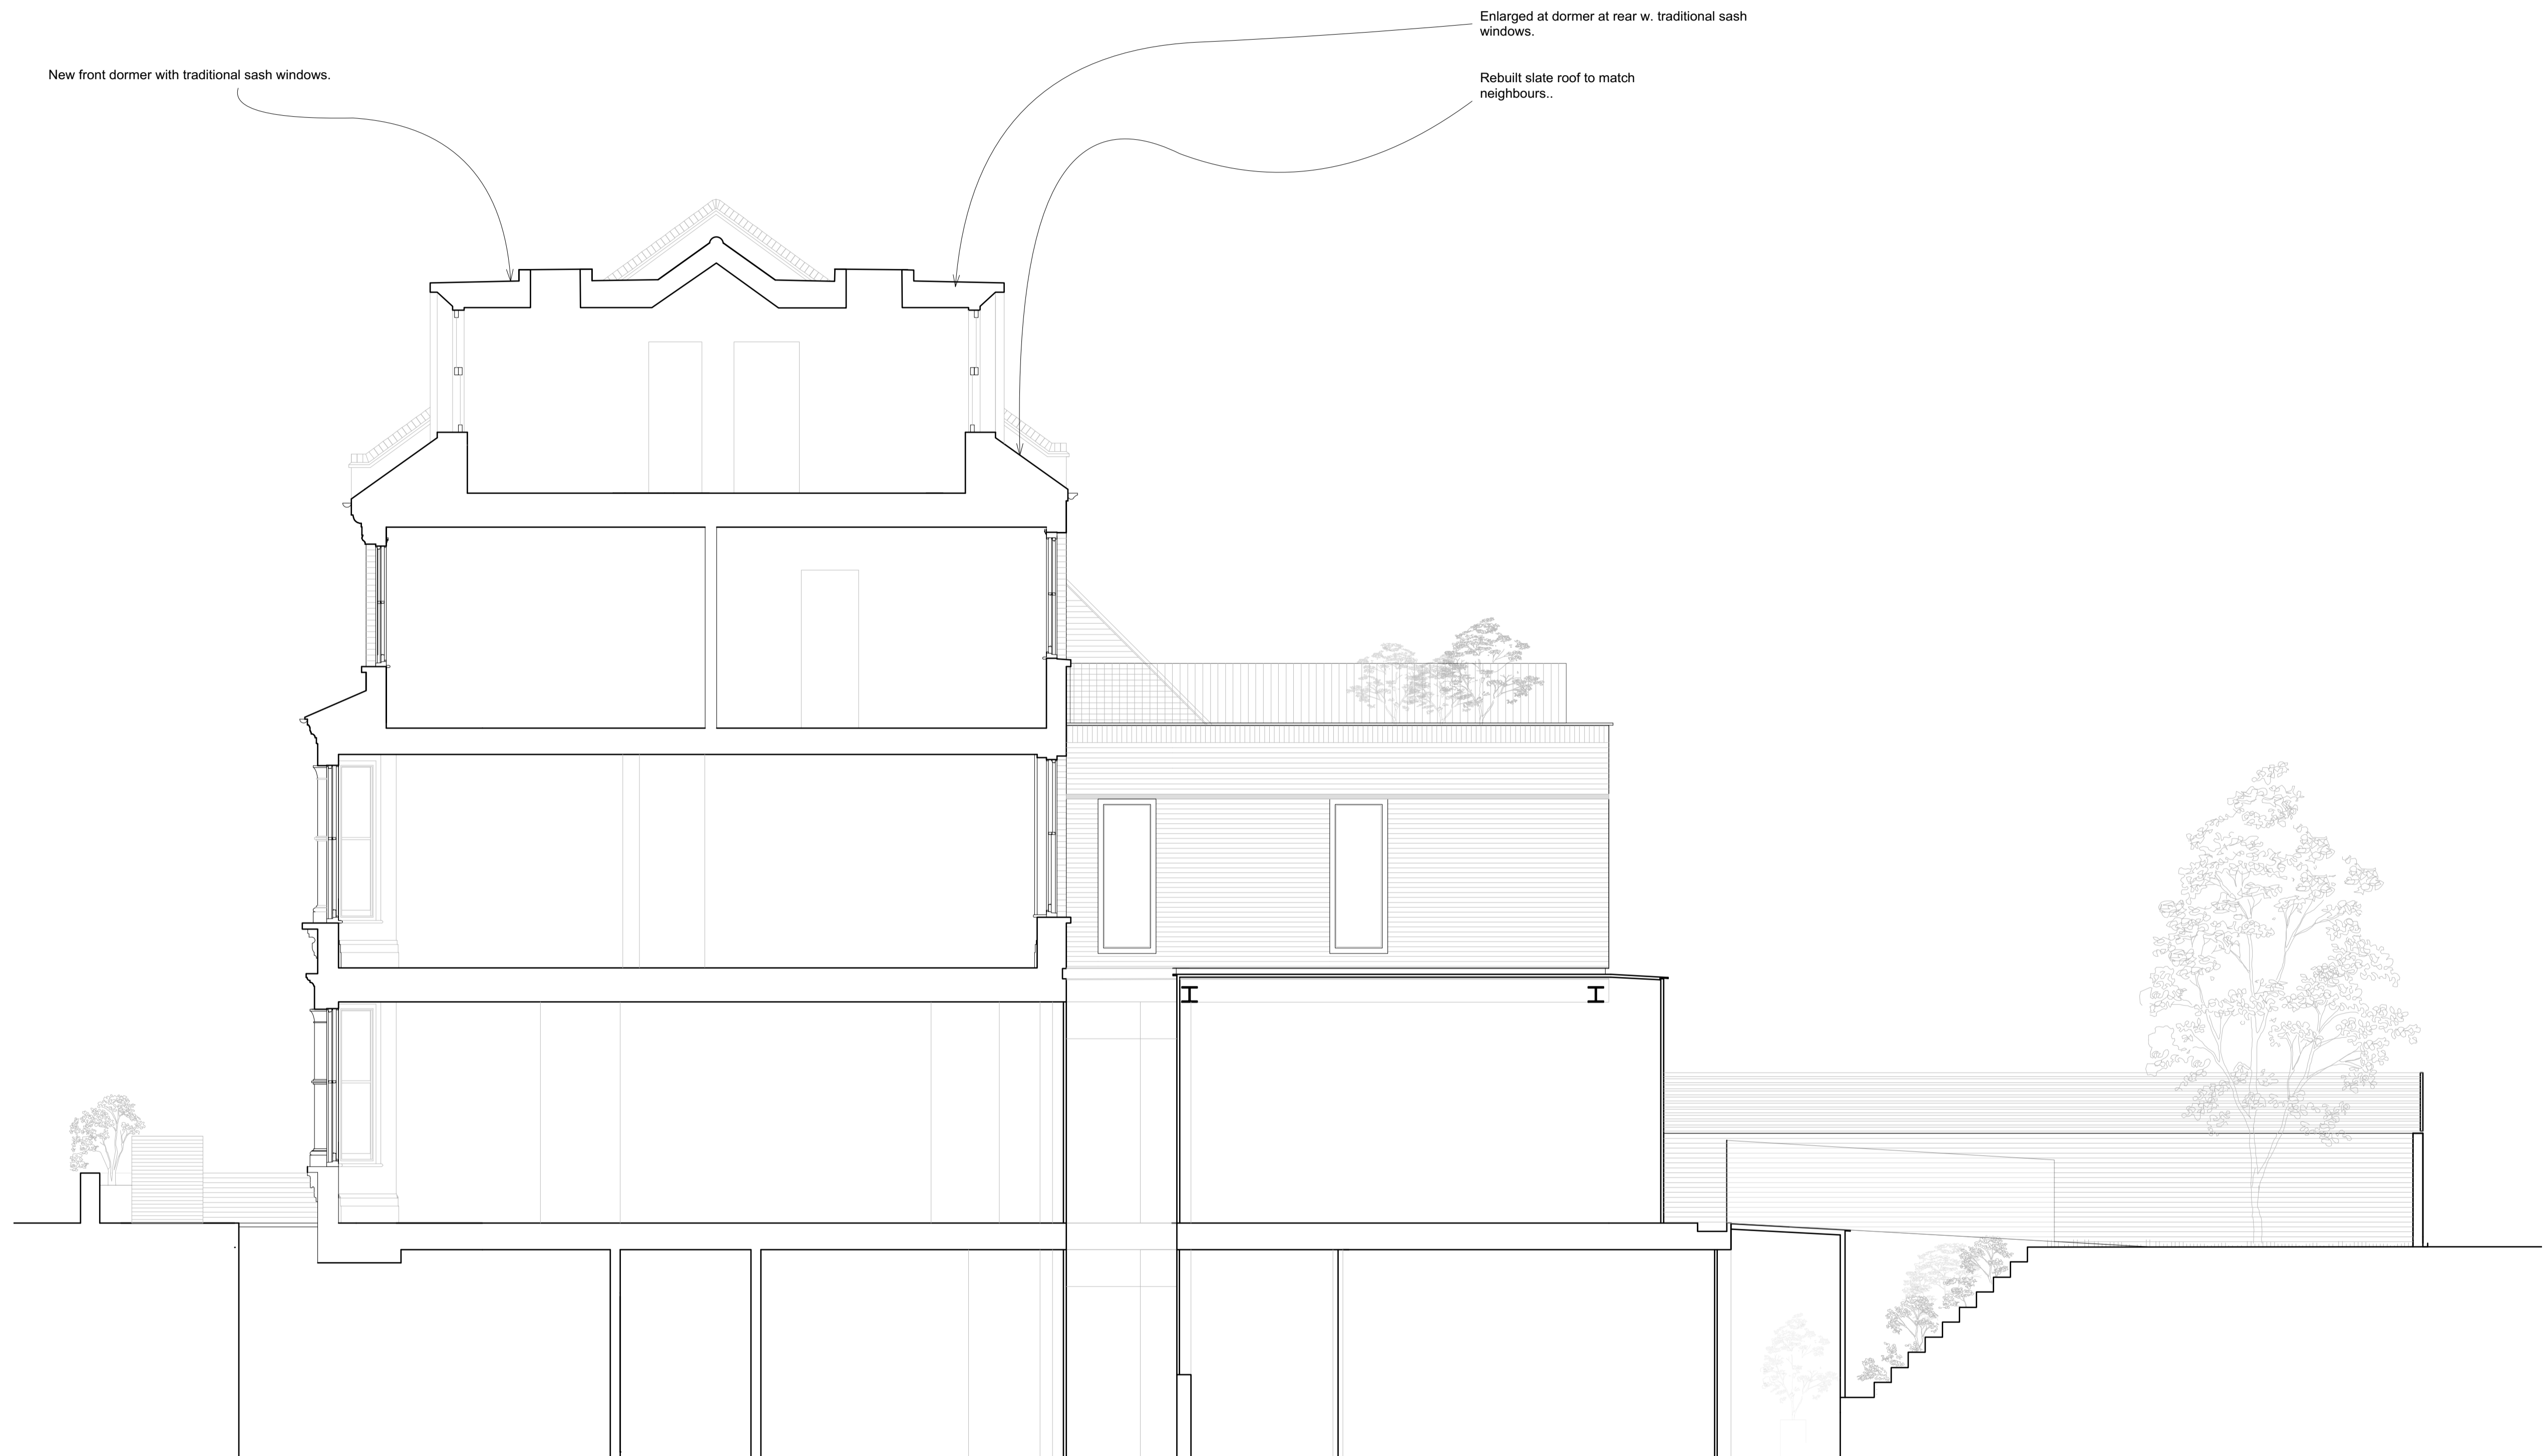 Enlarged at dormer at rear w. traditional sash
windows.
New front dormer with traditional sash windows.
Rebuilt slate roof to match
neighbours..